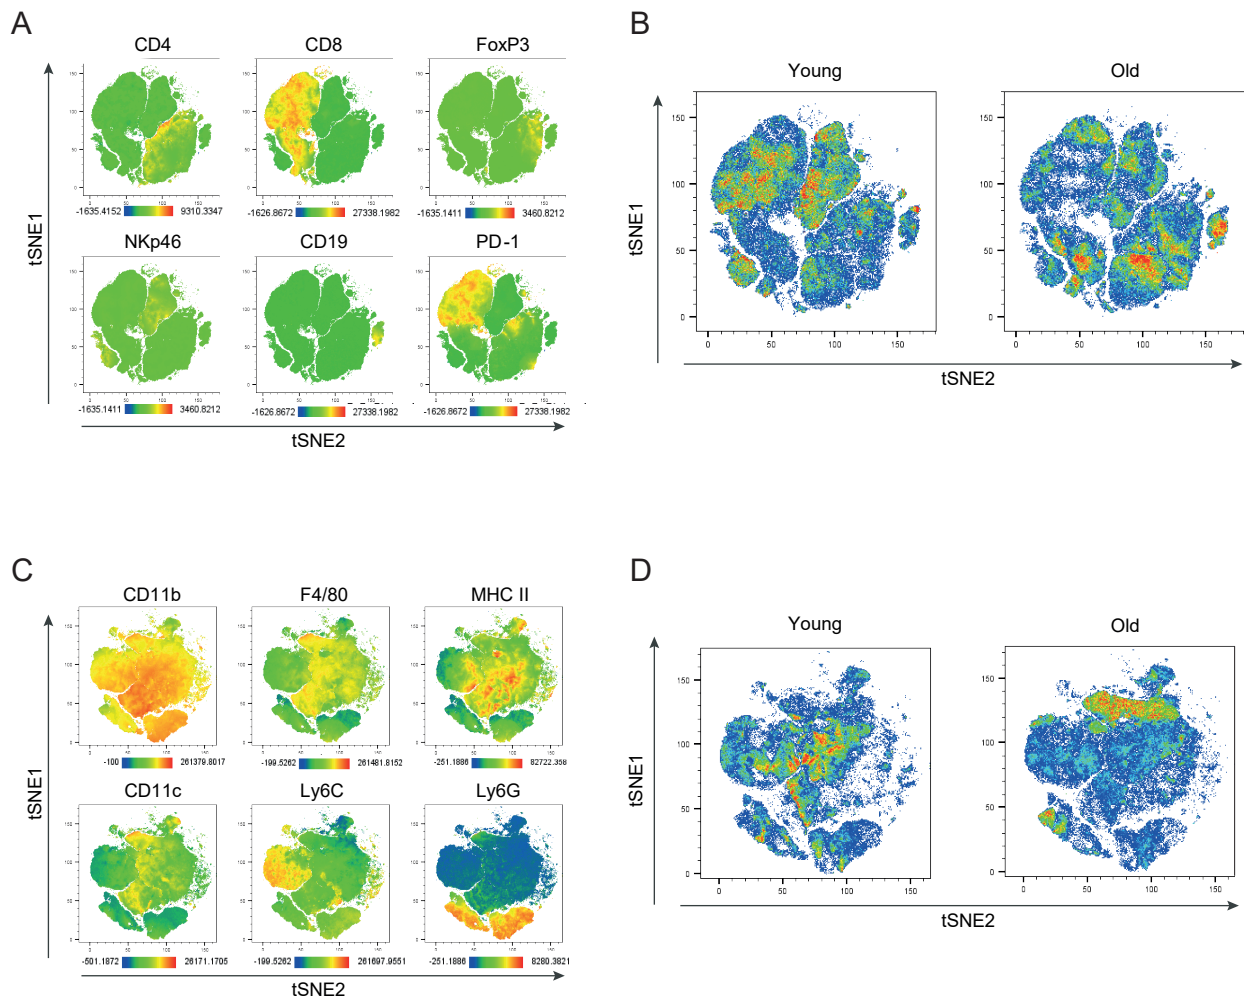 A
CD4
CD8
FoxP3
-1635.4152 9310.3347
-1626.8672 27338.1982
-1635.1411 3460.8212
NKp46
CD19
PD-1
-1635.1411 3460.8212
-1626.8672 27338.1982
-1626.8672 27338.1982
tSNE1
tSNE2
B
Young
Old
150
100
50
0
0 50 100 150
0 50 100 150
tSNE1
tSNE2
C
CD11b
F4/80
MHC II
-100 261379.8017
-199.5262 261481.8152
-251.1886 82722.358
CD11c
Ly6C
Ly6G
-501.1872 26171.1705
-199.5262 261697.9551
-251.1886 8280.3821
tSNE1
tSNE2
D
Young
Old
150
100
50
0
0 50 100 150
150
100
50
0
0 50 100 150
tSNE1
tSNE2